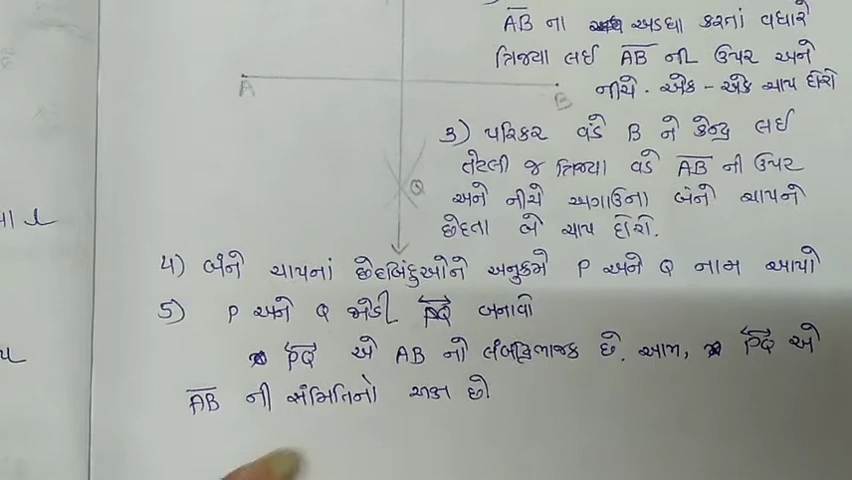 AB ના અડધા કરતાં વધારે
ત્રિજ્યા લઈ AB ની ઉપર અને
નીચે. એક - એક ચાપ દોરો
A
B
3) પરિકર વડે B ને કેન્દ્ર લઈ
તેટલી જ ત્રિજ્યા વડે AB ની ઉપર
Q
અને નીચે અગાઉના બંને ચાપને
છેદતા બે ચાપ દોરો.
4) બંને ચાપનાં છેદબિંદુઓને અનુક્રમે P અને Q નામ આપો
5) P અને Q જોડી PQ બનાવો
PQ એ AB નો લંબદ્વિભાજક છે. આમ, PQ એ
AB ની સંમિતિનો અક્ષ છે